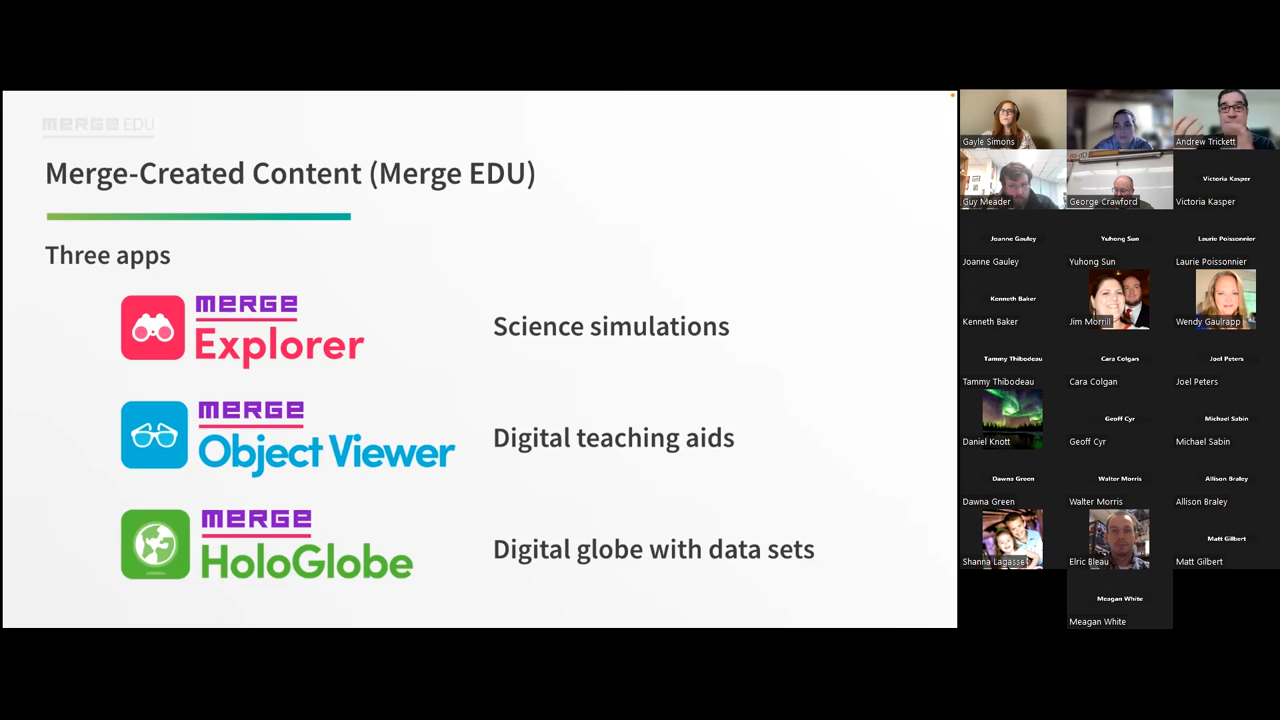 MERGE EDU
Merge-Created Content (Merge EDU)
Three apps
MERGE
Explorer
Science simulations
MERGE
Object Viewer
Digital teaching aids
MERGE
HoloGlobe
Digital globe with data sets
Gayle Simons
Andrew Trickett
Guy Meader
George Crawford
Victoria Kasper
Victoria Kasper
Joanne Gauley
Yuhong Sun
Laurie Poissonnier
Joanne Gauley
Yuhong Sun
Laurie Poissonnier
Kenneth Baker
Kenneth Baker
Jim Morrill
Wendy Gaulrapp
Tammy Thibodeau
Cara Colgan
Joel Peters
Tammy Thibodeau
Cara Colgan
Joel Peters
Geoff Cyr
Michael Sabin
Daniel Knott
Geoff Cyr
Michael Sabin
Dawna Green
Walter Morris
Allison Braley
Dawna Green
Walter Morris
Allison Braley
Matt Gilbert
Shanna Lagasse
Elric Bleau
Matt Gilbert
Meagan White
Meagan White